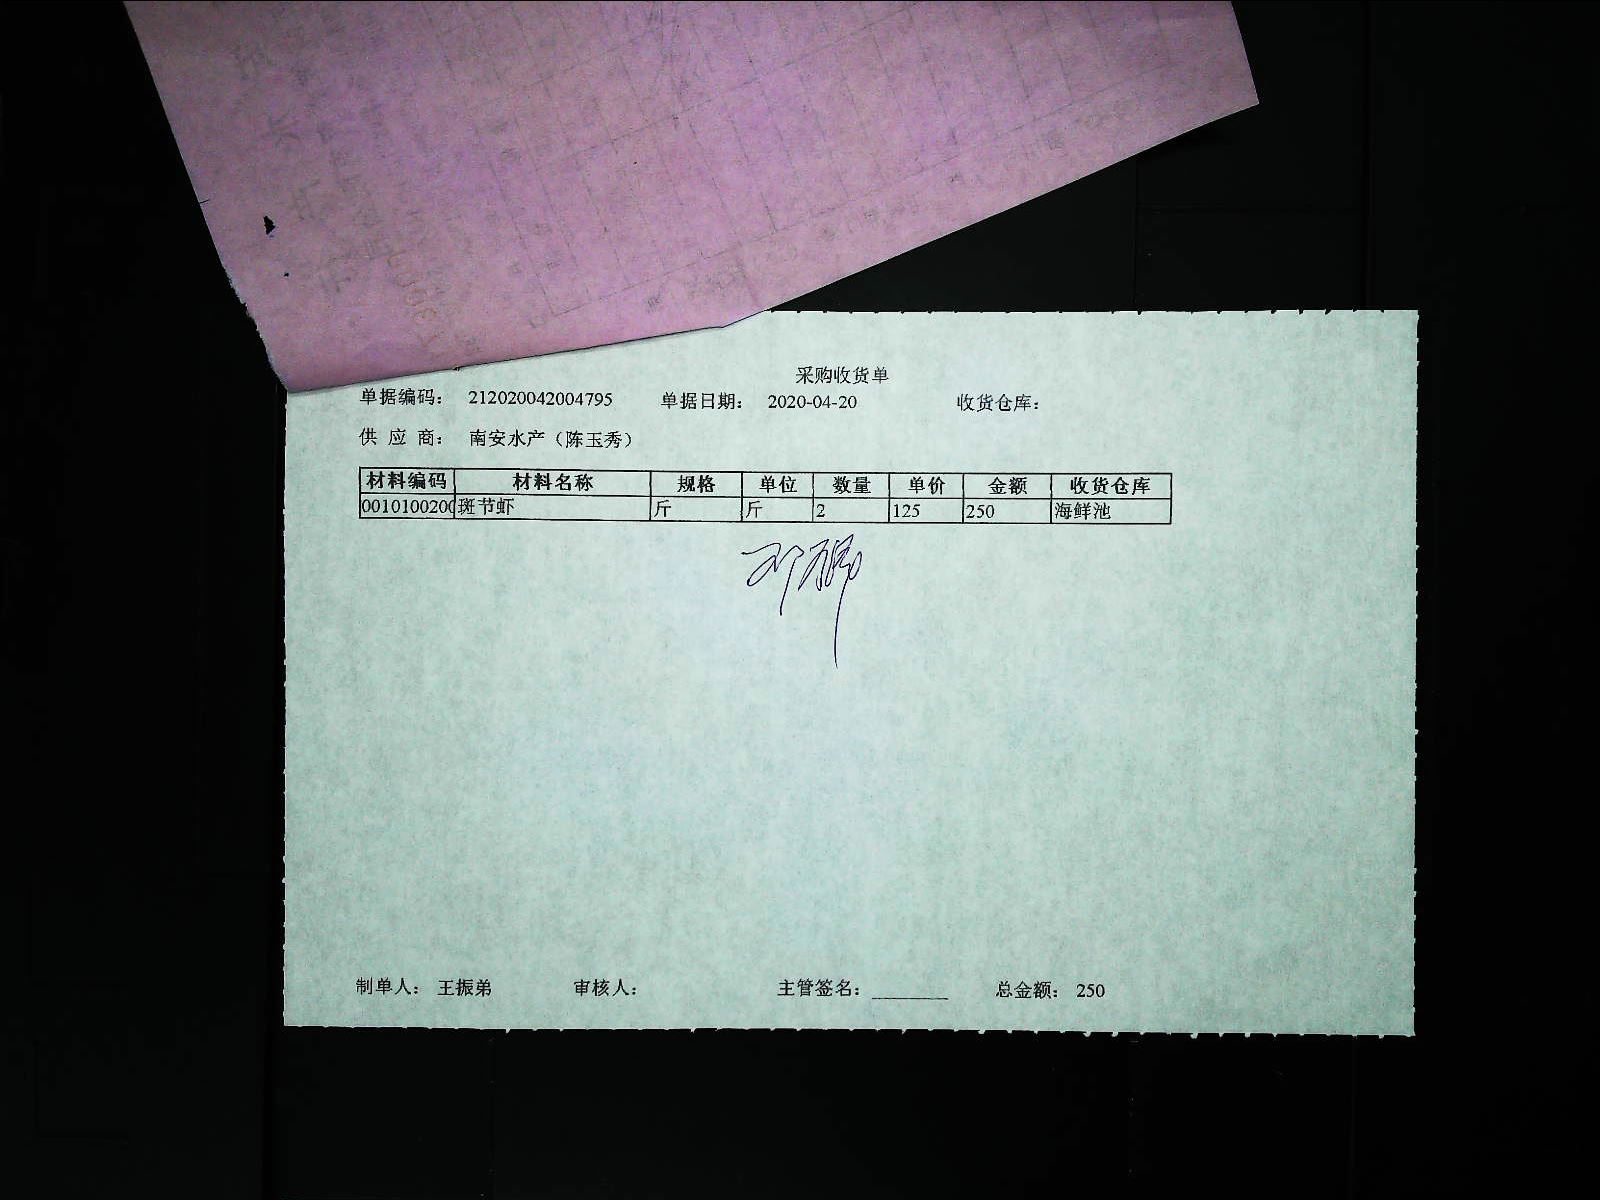 采购收货单
单据编码： 212020042004795 单据日期： 2020-04-20 收货仓库：
供 应 商： 南安水产（陈玉秀）
材料编码 材料名称 规格 单位 数量 单价 金额 收货仓库
0010100200 斑节虾 斤 斤 2 125 250 海鲜池
制单人： 王振弟 审核人： 主管签名： 总金额： 250